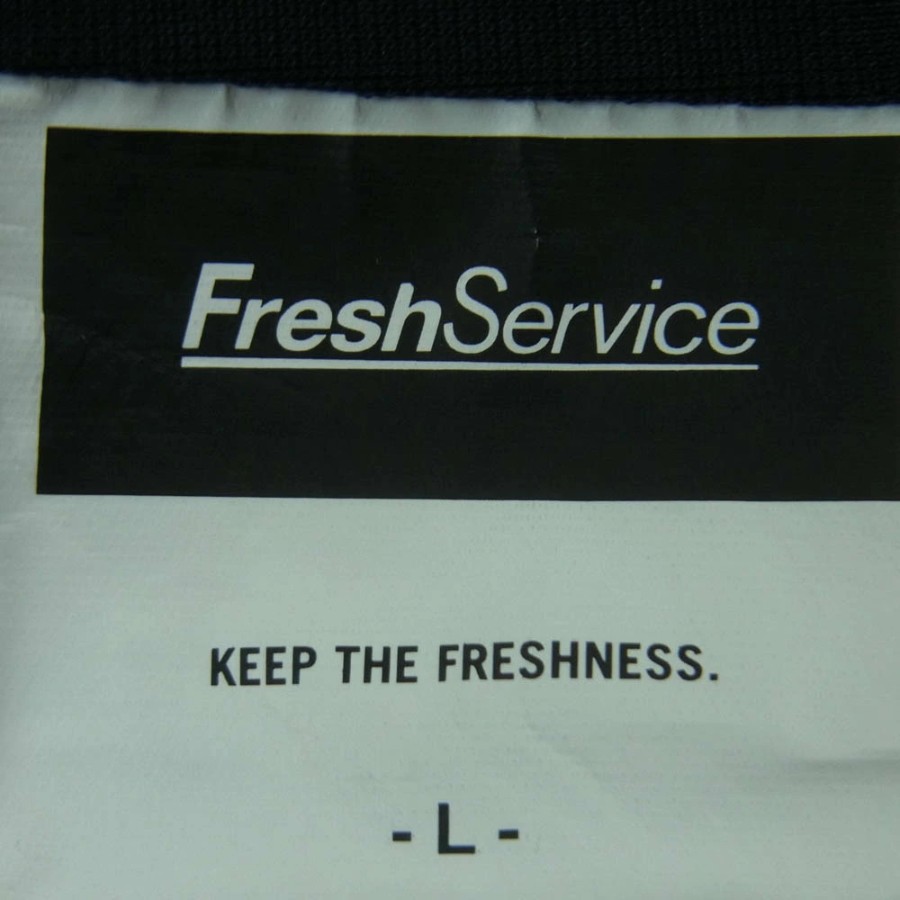 FreshService
KEEP THE FRESHNESS.
- L -